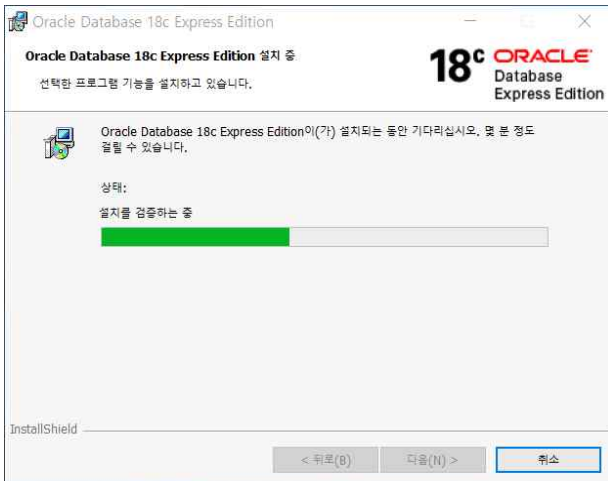 Oracle Database 18c Express Edition
Oracle Database 18c Express Edition 설치 중
선택한 프로그램 기능을 설치하고 있습니다.
18c ORACLE
Database
Express Edition
Oracle Database 18c Express Edition이(가) 설치되는 동안 기다리십시오. 몇 분 정도
걸릴 수 있습니다.
상태:
설치를 검증하는 중
InstallShield
< 뒤로(B) 다음(N) > 취소